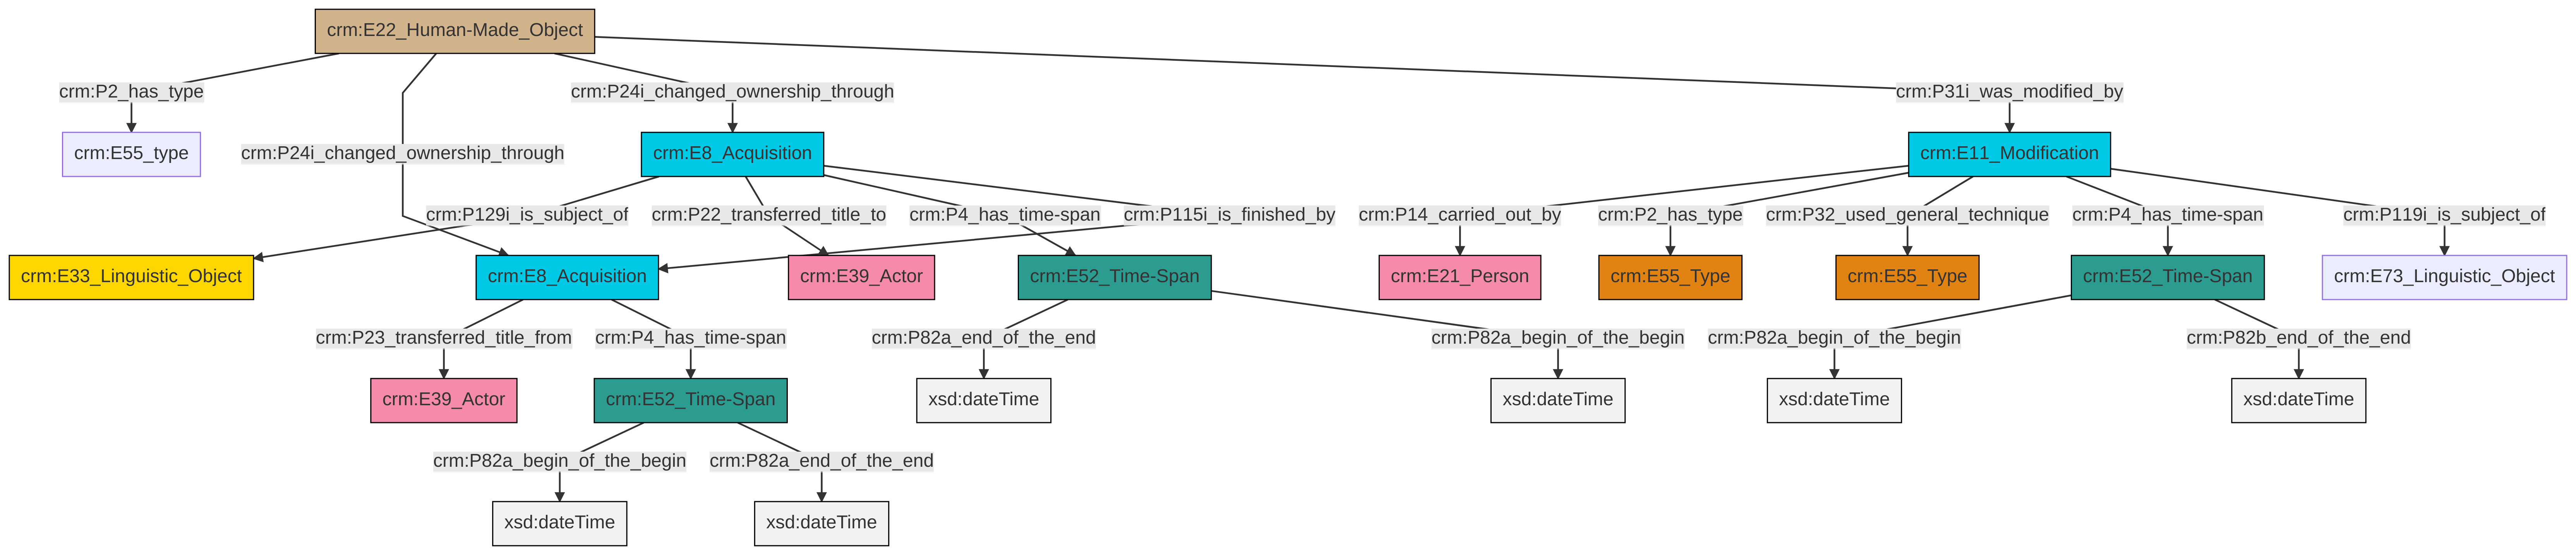 crm:E22_Human-Made_Object
crm:P2_has_type
crm:P24i_changed_ownership_through
crm:P31i_was_modified_by
crm:E55_type
crm:P24i_changed_ownership_through
crm:E8_Acquisition
crm:E11_Modification
crm:P129i_is_subject_of
crm:P22_transferred_title_to
crm:P4_has_time-span
crm:P115i_is_finished_by
crm:P14_carried_out_by
crm:P2_has_type
crm:P32_used_general_technique
crm:P4_has_time-span
crm:P119i_is_subject_of
crm:E33_Linguistic_Object
crm:E8_Acquisition
crm:E39_Actor
crm:E52_Time-Span
crm:E21_Person
crm:E55_Type
crm:E55_Type
crm:E52_Time-Span
crm:E73_Linguistic_Object
crm:P23_transferred_title_from
crm:P4_has_time-span
crm:P82a_end_of_the_end
crm:P82a_begin_of_the_begin
crm:P82a_begin_of_the_begin
crm:P82b_end_of_the_end
crm:E39_Actor
crm:E52_Time-Span
xsd:dateTime
xsd:dateTime
xsd:dateTime
xsd:dateTime
crm:P82a_begin_of_the_begin
crm:P82a_end_of_the_end
xsd:dateTime
xsd:dateTime